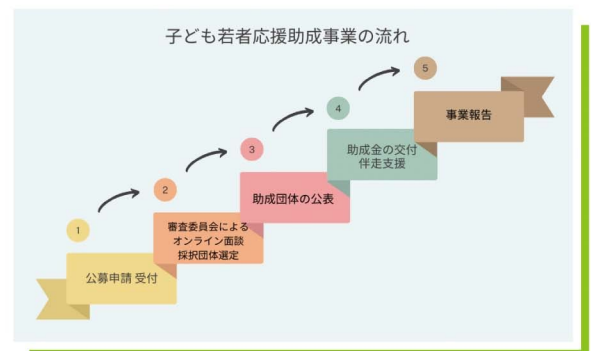 子ども若者応援助成事業の流れ
1
公募申請 受付
2
審査委員会による
オンライン面談
採択団体選定
3
助成団体の公表
4
助成金の交付
伴走支援
5
事業報告